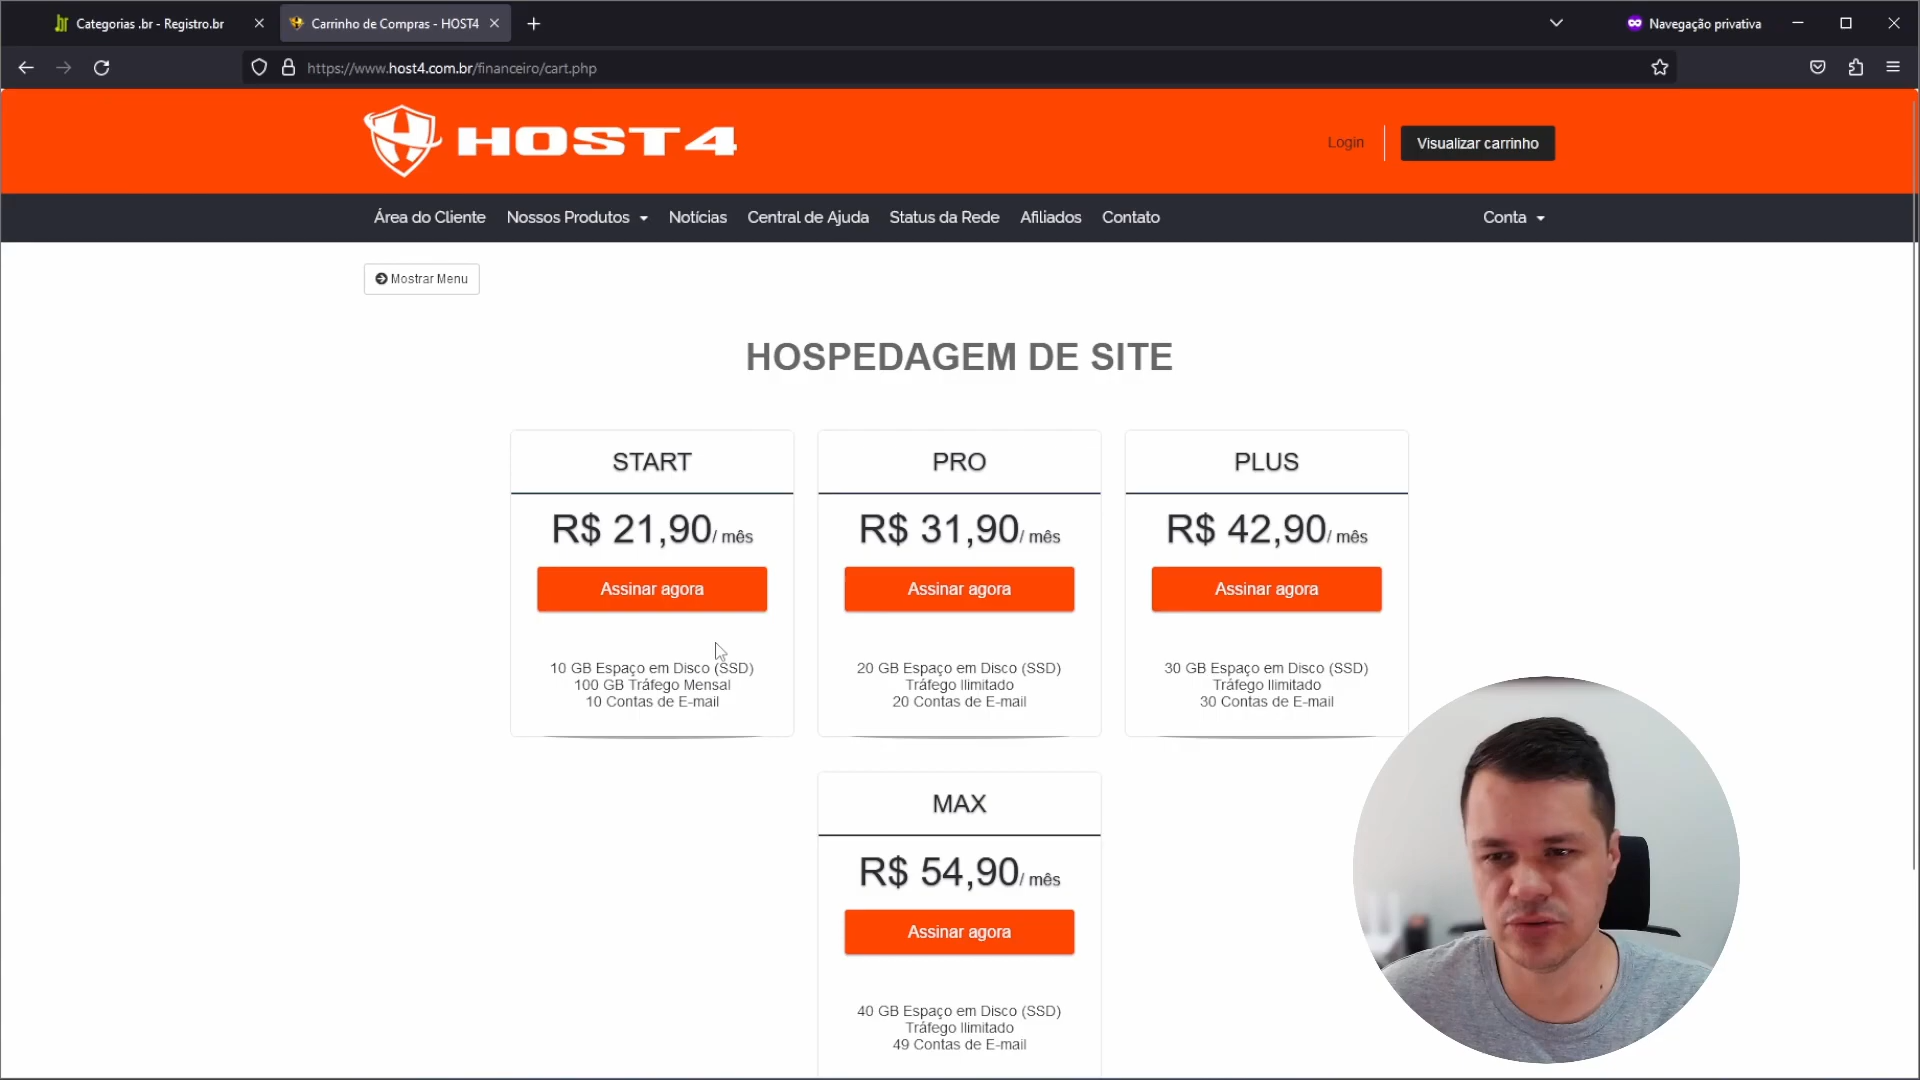 Categorias .br - Registro.br
Carrinho de Compras - HOST4
Navegação privativa
https://www.host4.com.br/financeiro/cart.php
HOST4
Login
Visualizar carrinho
Área do Cliente
Nossos Produtos
Notícias
Central de Ajuda
Status da Rede
Afiliados
Contato
Conta
Mostrar Menu
HOSPEDAGEM DE SITE
START
R$ 21,90/ mês
Assinar agora
10 GB Espaço em Disco (SSD)
100 GB Tráfego Mensal
10 Contas de E-mail
PRO
R$ 31,90/ mês
Assinar agora
20 GB Espaço em Disco (SSD)
Tráfego Ilimitado
20 Contas de E-mail
PLUS
R$ 42,90/ mês
Assinar agora
30 GB Espaço em Disco (SSD)
Tráfego Ilimitado
30 Contas de E-mail
MAX
R$ 54,90/ mês
Assinar agora
40 GB Espaço em Disco (SSD)
Tráfego Ilimitado
49 Contas de E-mail